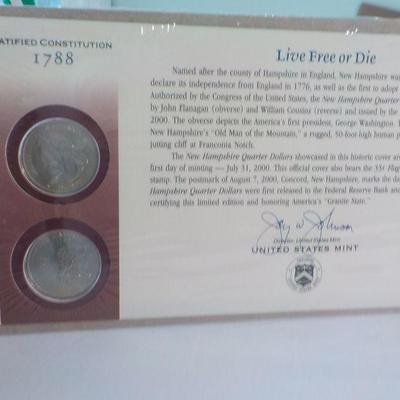 RATIFIED CONSTITUTION
1788
Live Free or Die
Named after the county of Hampshire in England, New Hampshire wa
declare its independence from England in 1776, as well as the first to adopt
Authorized by the Congress of the United States, the New Hampshire Quarter
by John Flanagan (obverse) and William Cousins (reverse) and issued by the
2000. The obverse depicts the America's first president, George Washington. T
New Hampshire's "Old Man of the Mountain," a rugged, 50-foot-high human p
jutting cliff at Franconia Notch.
The New Hampshire Quarter Dollars showcased in this historic cover ar
first day of minting — July 31, 2000. This official cover also bears the 33¢ Flag
stamp. The postmark of August 7, 2000, Concord, New Hampshire, marks the da
Hampshire Quarter Dollars were first released to the Federal Reserve Bank and
certifying this limited edition and honoring America's "Granite State."
Jay W Johnson
Director, United States Mint
UNITED STATES MINT